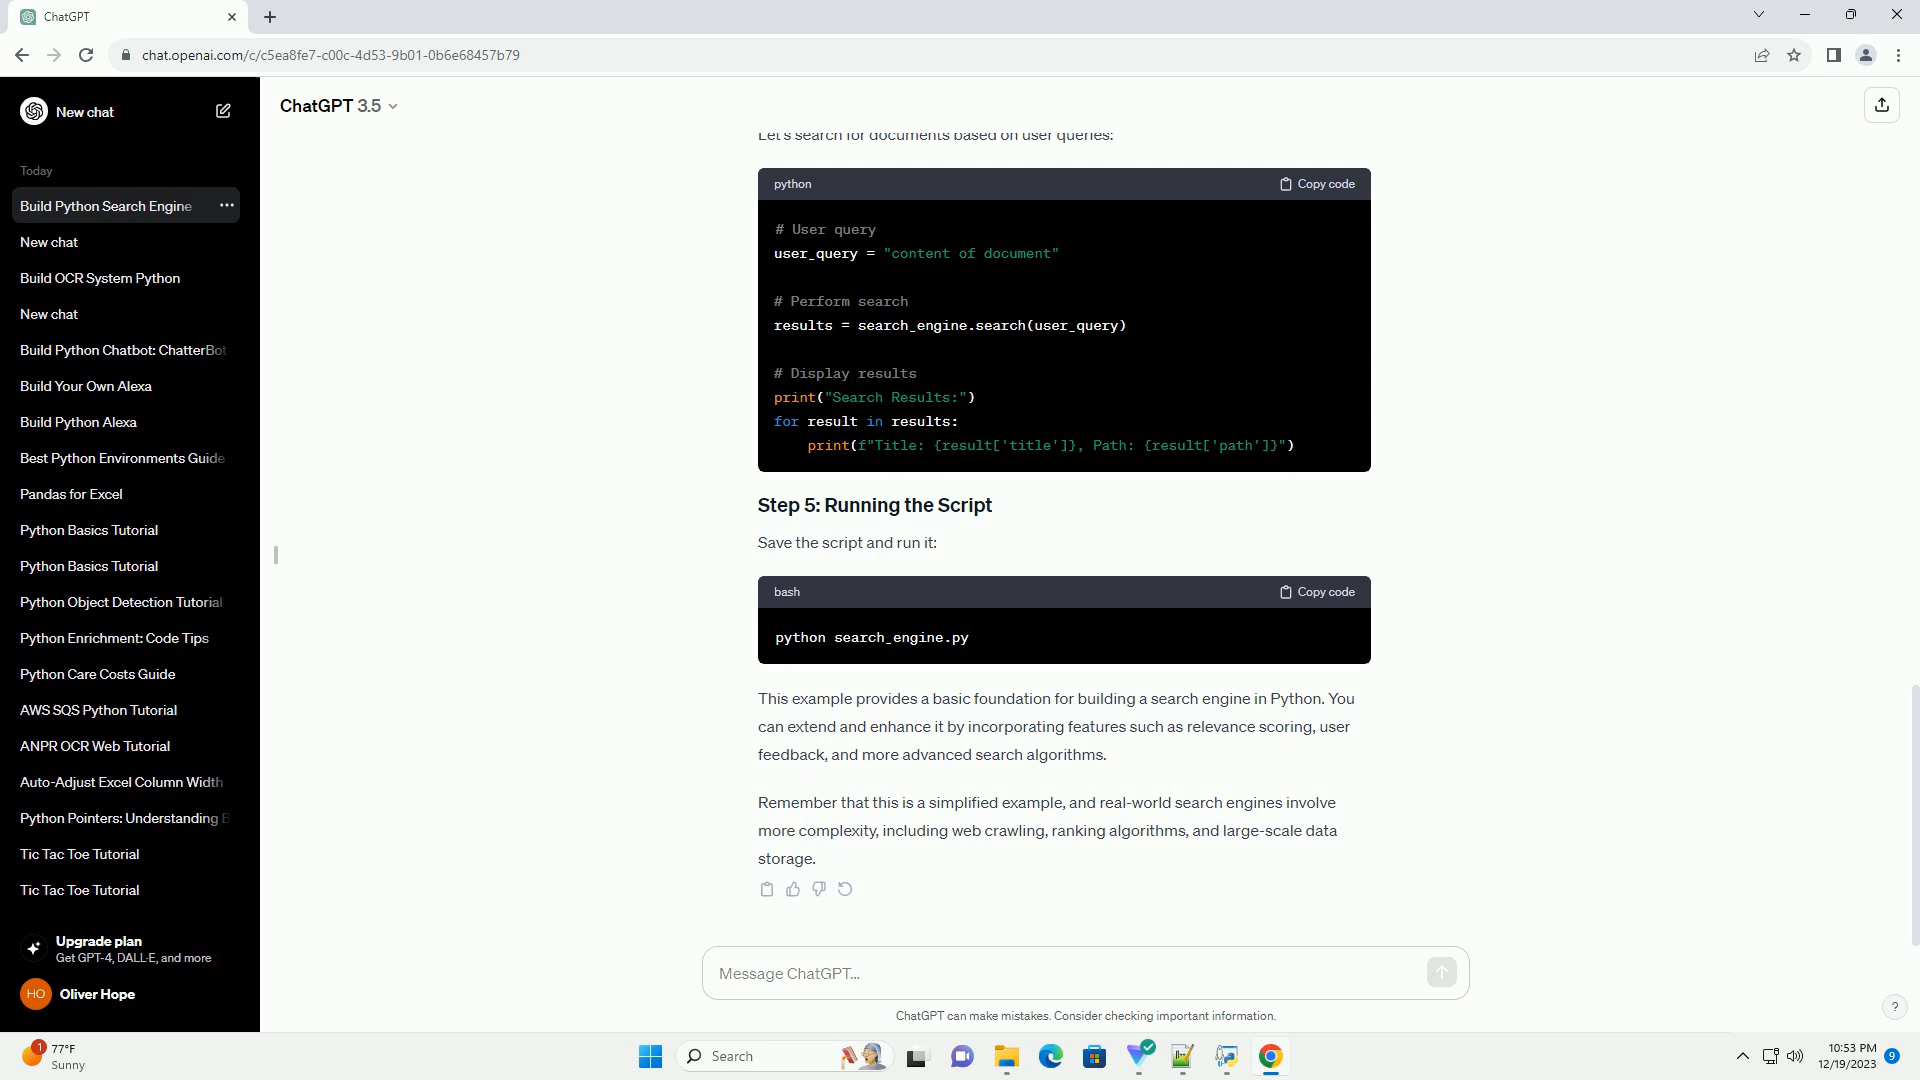 ChatGPT
chat.openai.com/c/c5ea8fe7-c00c-4d53-9b01-0b6e68457b79
New chat
Today
Build Python Search Engine
New chat
Build OCR System Python
New chat
Build Python Chatbot: ChatterBot
Build Your Own Alexa
Build Python Alexa
Best Python Environments Guide
Pandas for Excel
Python Basics Tutorial
Python Basics Tutorial
Python Object Detection Tutorial
Python Enrichment: Code Tips
Python Care Costs Guide
AWS SQS Python Tutorial
ANPR OCR Web Tutorial
Auto-Adjust Excel Column Width
Python Pointers: Understanding B
Tic Tac Toe Tutorial
Tic Tac Toe Tutorial
Upgrade plan
Get GPT-4, DALL·E, and more
HO Oliver Hope
ChatGPT 3.5
Let's search for documents based on user queries:
python Copy code
# User query
user_query = "content of document"
# Perform search
results = search_engine.search(user_query)
# Display results
print("Search Results:")
for result in results:
print(f"Title: {result['title']}, Path: {result['path']}")
Step 5: Running the Script
Save the script and run it:
bash Copy code
python search_engine.py
This example provides a basic foundation for building a search engine in Python. You
can extend and enhance it by incorporating features such as relevance scoring, user
feedback, and more advanced search algorithms.
Remember that this is a simplified example, and real-world search engines involve
more complexity, including web crawling, ranking algorithms, and large-scale data
storage.
Message ChatGPT...
ChatGPT can make mistakes. Consider checking important information.
?
1
77°F
Sunny
Search
10:53 PM
12/19/2023
9